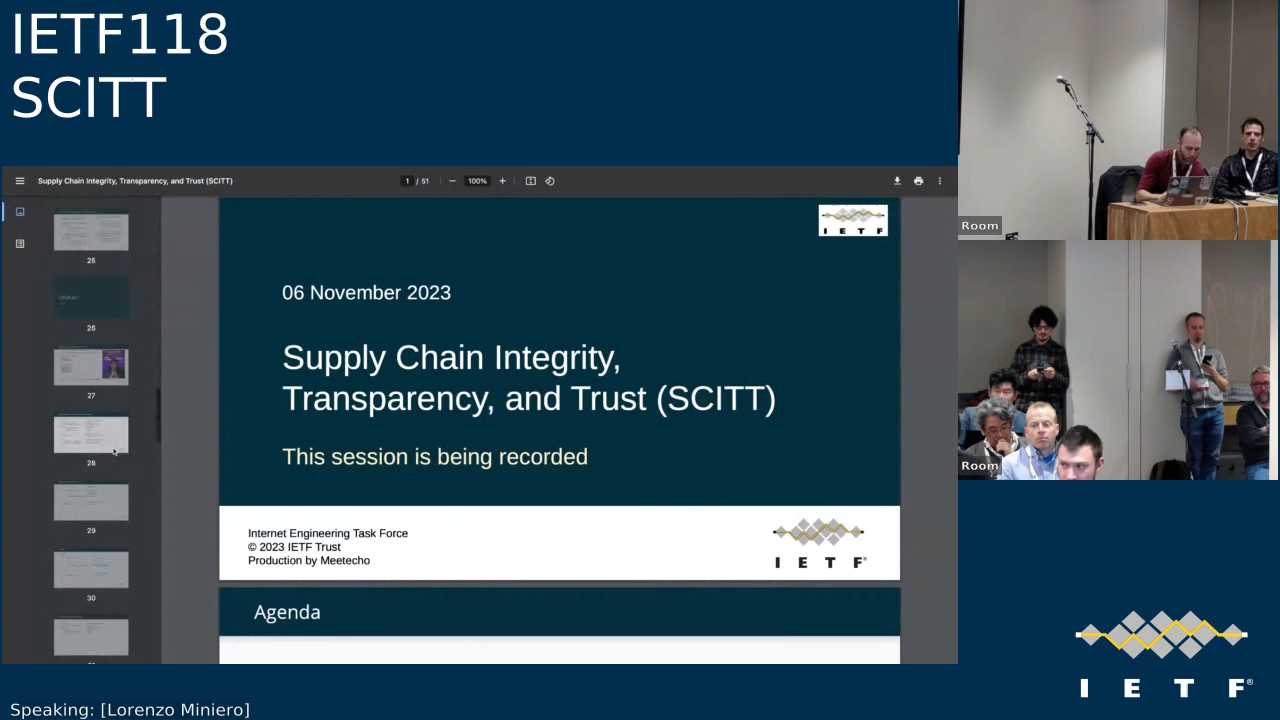 IETF118
SCITT
Supply Chain Integrity, Transparency, and Trust (SCITT)
1 / 51
100%
25
26
27
28
29
30
I E T F
06 November 2023
Supply Chain Integrity,
Transparency, and Trust (SCITT)
This session is being recorded
Internet Engineering Task Force
© 2023 IETF Trust
Production by Meetecho
I E T F®
Agenda
Room
Room
I E T F®
Speaking: [Lorenzo Miniero]